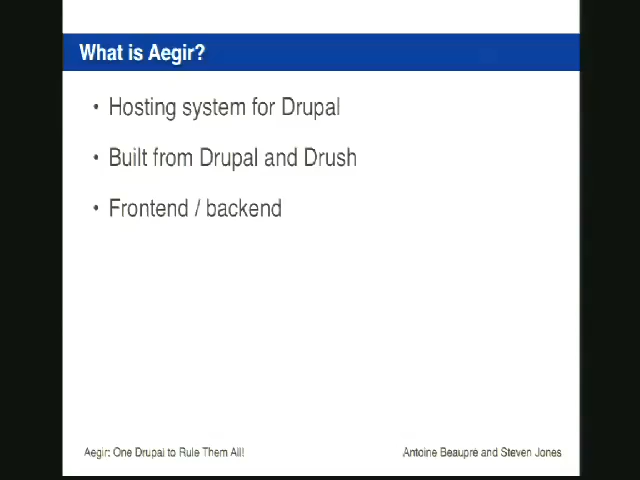 What is Aegir?
• Hosting system for Drupal
• Built from Drupal and Drush
• Frontend / backend
Aegir: One Drupal to Rule Them All!
Antoine Beaupre and Steven Jones